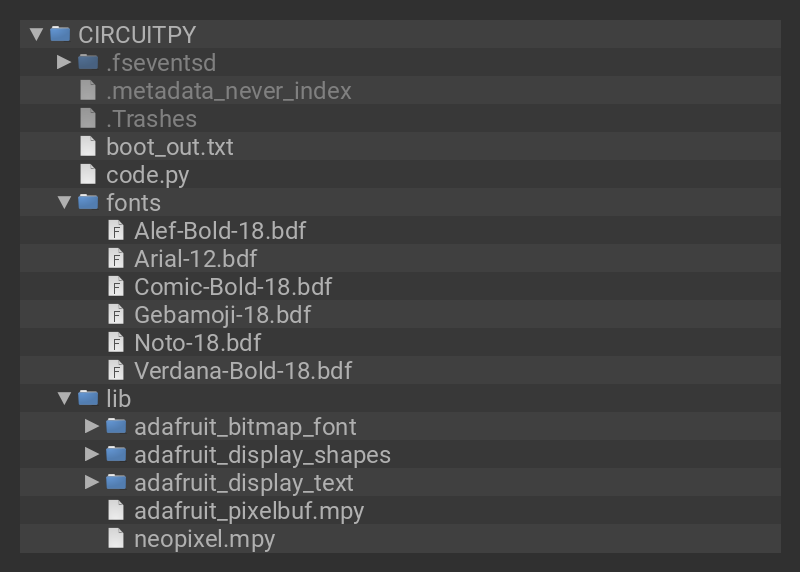 CIRCUITPY
.fseventsd
.metadata_never_index
.Trashes
boot_out.txt
code.py
fonts
Alef-Bold-18.bdf
Arial-12.bdf
Comic-Bold-18.bdf
Gebamoji-18.bdf
Noto-18.bdf
Verdana-Bold-18.bdf
lib
adafruit_bitmap_font
adafruit_display_shapes
adafruit_display_text
adafruit_pixelbuf.mpy
neopixel.mpy